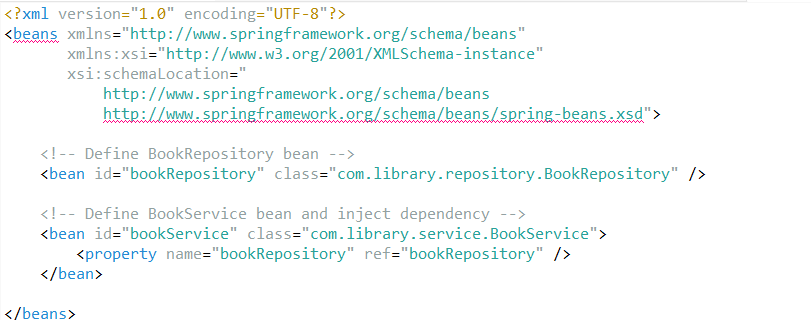 <?xml version="1.0" encoding="UTF-8"?>
<beans xmlns="http://www.springframework.org/schema/beans"
       xmlns:xsi="http://www.w3.org/2001/XMLSchema-instance"
       xsi:schemaLocation="
           http://www.springframework.org/schema/beans
           http://www.springframework.org/schema/beans/spring-beans.xsd">

    <!-- Define BookRepository bean -->
    <bean id="bookRepository" class="com.library.repository.BookRepository" />

    <!-- Define BookService bean and inject dependency -->
    <bean id="bookService" class="com.library.service.BookService">
        <property name="bookRepository" ref="bookRepository" />
    </bean>

</beans>